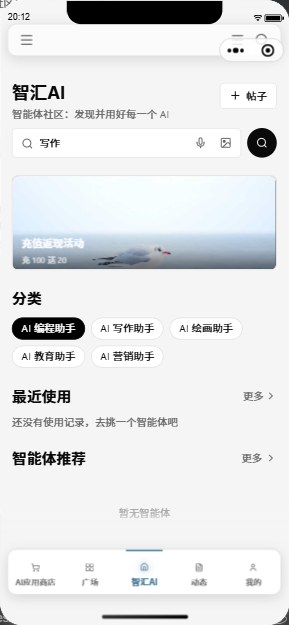 20:12
智汇AI
+ 帖子
智能体社区：发现并用好每一个 AI
写作
充值返现活动
充 100 送 20
分类
AI 编程助手
AI 写作助手
AI 绘画助手
AI 教育助手
AI 营销助手
最近使用
更多
还没有使用记录，去挑一个智能体吧
智能体推荐
更多
暂无智能体
AI应用商店
广场
智汇AI
动态
我的